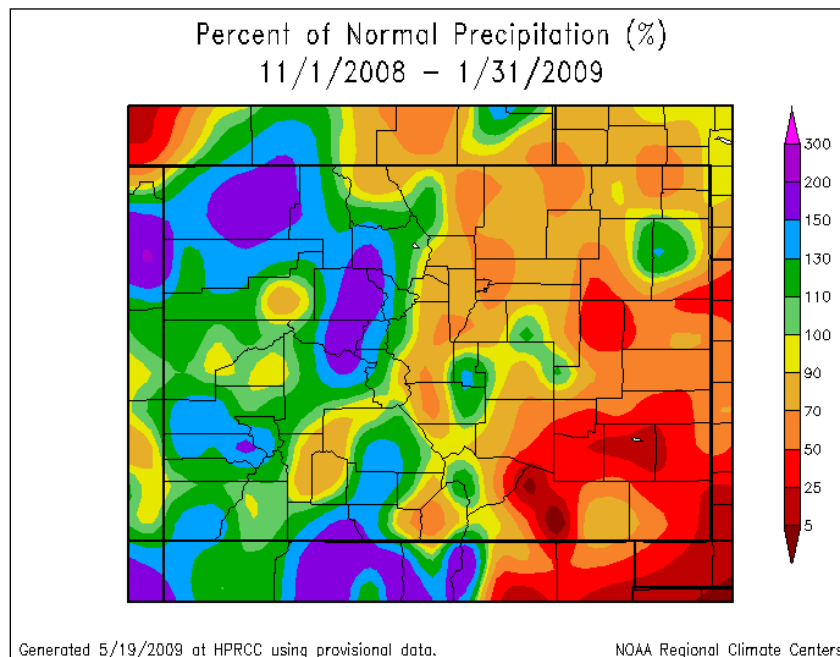 Percent of Normal Precipitation (%)
11/1/2008 – 1/31/2009
300
200
150
130
110
100
90
70
50
25
5
Generated 5/19/2009 at HPRCC using provisional data.
NOAA Regional Climate Centers